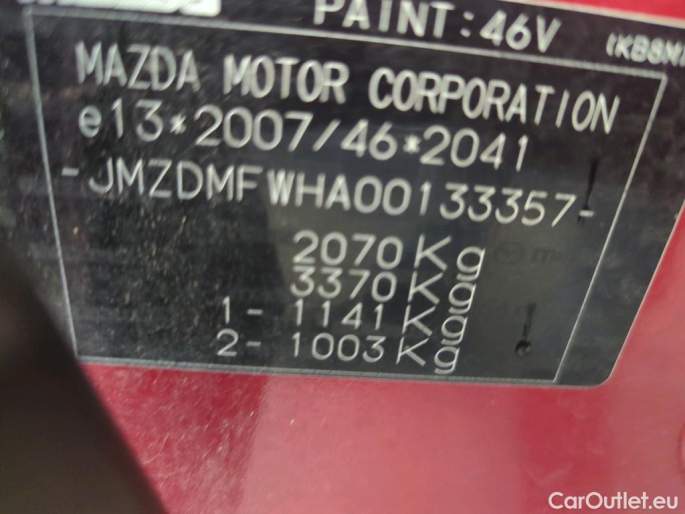 PAINT:46V
MAZDA MOTOR CORPORATION
e13*2007/46*2041
-JMZDMFWHA00133357-
2070Kg
3370Kg
1- 1141Kg
2- 1003Kg
CarOutlet.eu